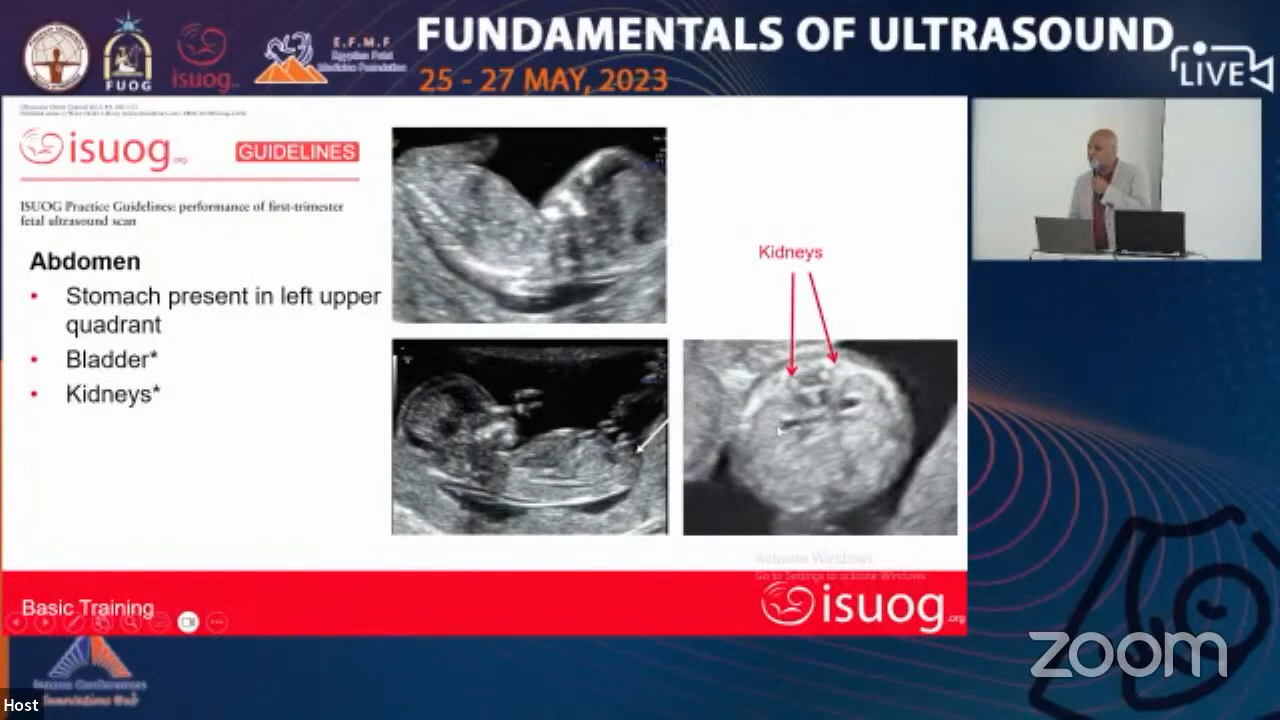 FUNDAMENTALS OF ULTRASOUND
25 - 27 MAY, 2023
LIVE
FUOG
isuog
E.F.M.F
isuog.org
GUIDELINES
ISUOG Practice Guidelines: performance of first-trimester
fetal ultrasound scan
Abdomen
• Stomach present in left upper
quadrant
• Bladder*
• Kidneys*
Kidneys
Activate Windows
Go to Settings to activate Windows.
Basic Training
isuog.org
zoom
Host